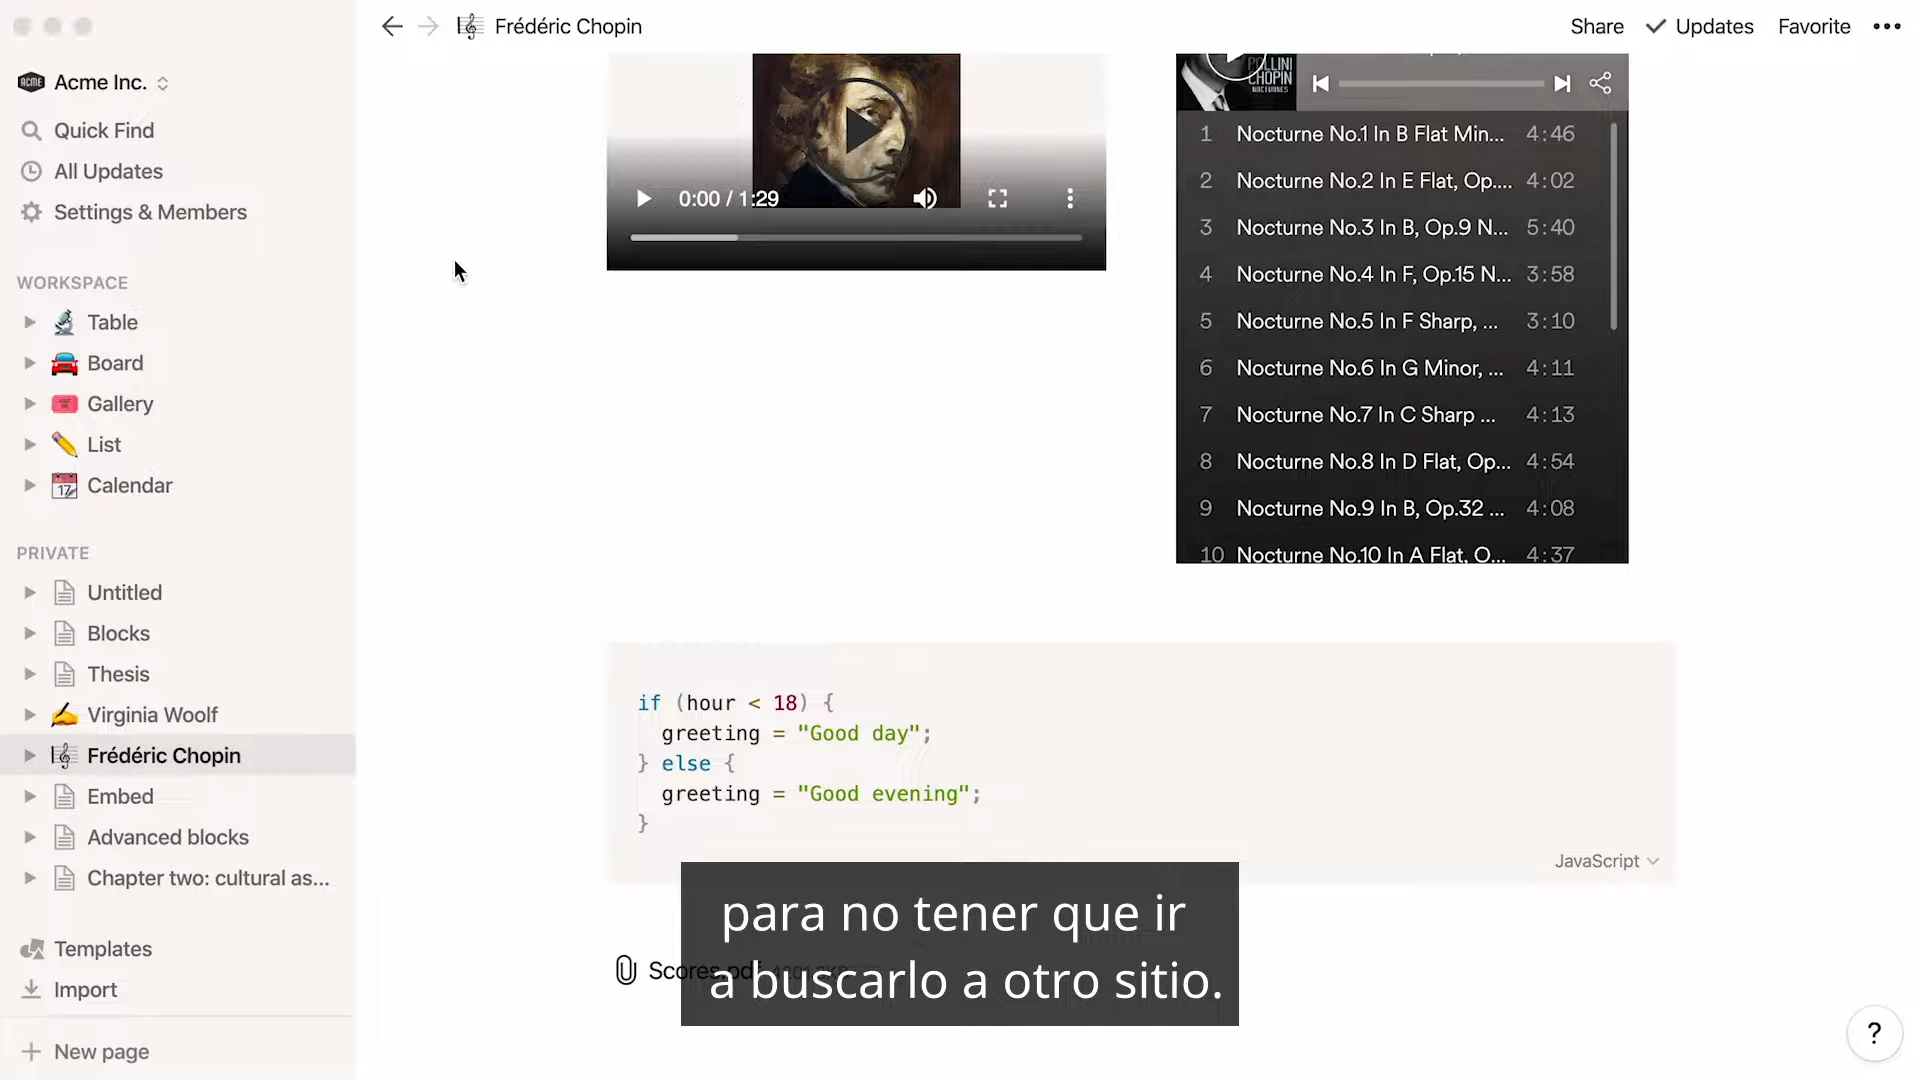 Frédéric Chopin
Share
Updates
Favorite
ACME
Acme Inc.
Quick Find
All Updates
Settings & Members
WORKSPACE
Table
Board
Gallery
List
17
Calendar
PRIVATE
Untitled
Blocks
Thesis
Virginia Woolf
Frédéric Chopin
Embed
Advanced blocks
Chapter two: cultural as...
Templates
Import
New page
0:00 / 1:29
POLLINI
CHOPIN
NOCTURNES
1 Nocturne No.1 In B Flat Min... 4:46
2 Nocturne No.2 In E Flat, Op.... 4:02
3 Nocturne No.3 In B, Op.9 N... 5:40
4 Nocturne No.4 In F, Op.15 N... 3:58
5 Nocturne No.5 In F Sharp, ... 3:10
6 Nocturne No.6 In G Minor, ... 4:11
7 Nocturne No.7 In C Sharp ... 4:13
8 Nocturne No.8 In D Flat, Op... 4:54
9 Nocturne No.9 In B, Op.32 ... 4:08
10 Nocturne No.10 In A Flat, O... 4:37
if (hour < 18) {
  greeting = "Good day";
} else {
  greeting = "Good evening";
}
JavaScript
Scores.pdf
para no tener que ir
a buscarlo a otro sitio.
?